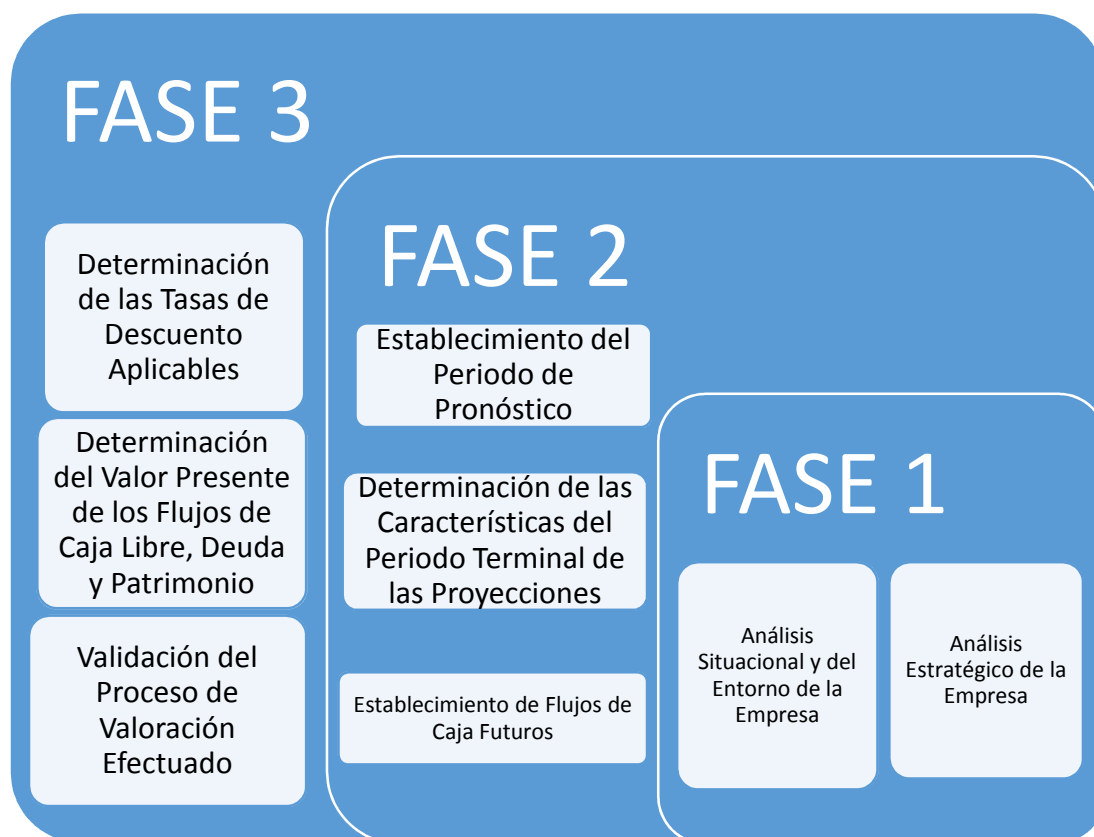 FASE 3
Determinación
de las Tasas de
Descuento
Aplicables
Determinación
del Valor Presente
de los Flujos de
Caja Libre, Deuda
y Patrimonio
Validación del
Proceso de
Valoración
Efectuado
FASE 2
Establecimiento del
Periodo de
Pronóstico
Determinación de las
Características del
Periodo Terminal de
las Proyecciones
Establecimiento de Flujos de
Caja Futuros
FASE 1
Análisis
Situacional y del
Entorno de la
Empresa
Análisis
Estratégico de la
Empresa